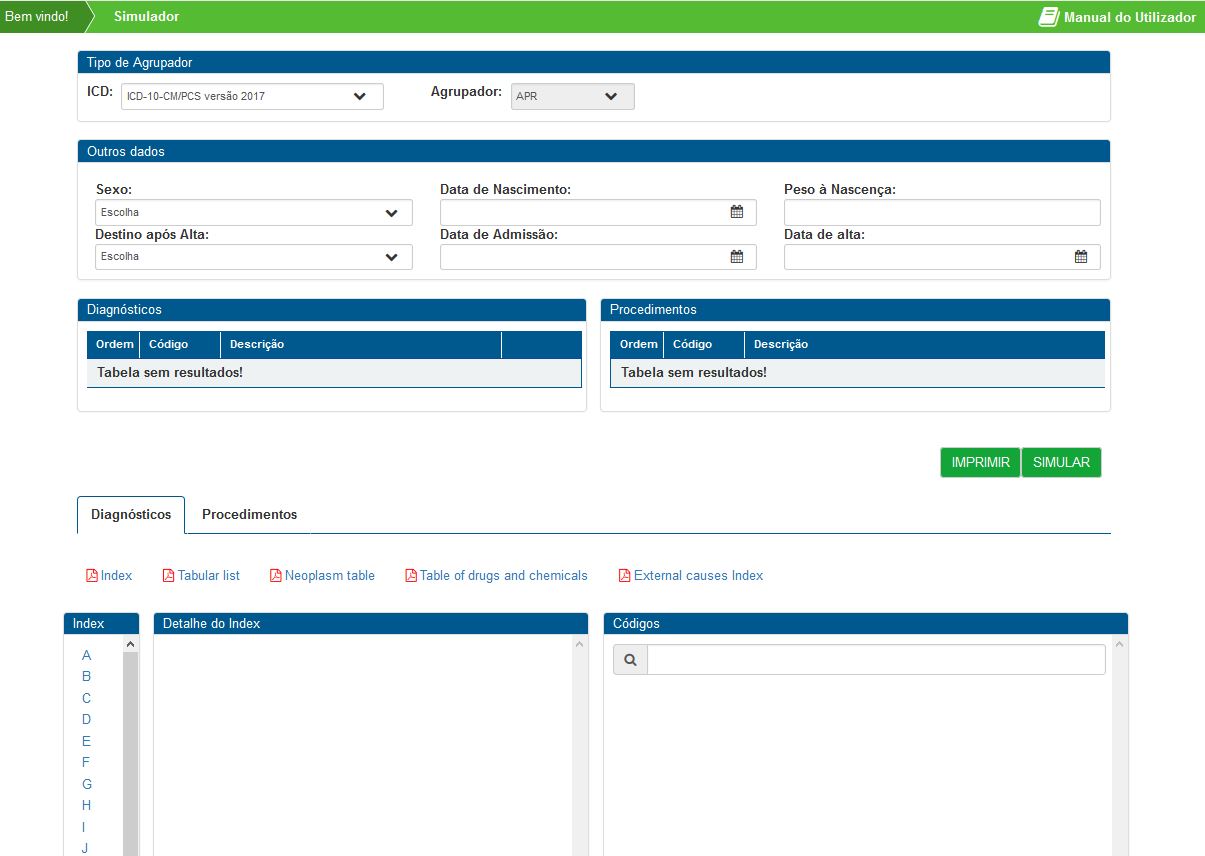 Bem vindo! Simulador Manual do Utilizador
Tipo de Agrupador
ICD: ICD-10-CM/PCS versão 2017 Agrupador: APR
Outros dados
Sexo: Data de Nascimento: Peso à Nascença:
Escolha
Destino após Alta: Data de Admissão: Data de alta:
Escolha
Diagnósticos Procedimentos
Ordem Código Descrição Ordem Código Descrição
Tabela sem resultados! Tabela sem resultados!
IMPRIMIR SIMULAR
Diagnósticos Procedimentos
Index Tabular list Neoplasm table Table of drugs and chemicals External causes Index
Index Detalhe do Index Códigos
A
B
C
D
E
F
G
H
I
J